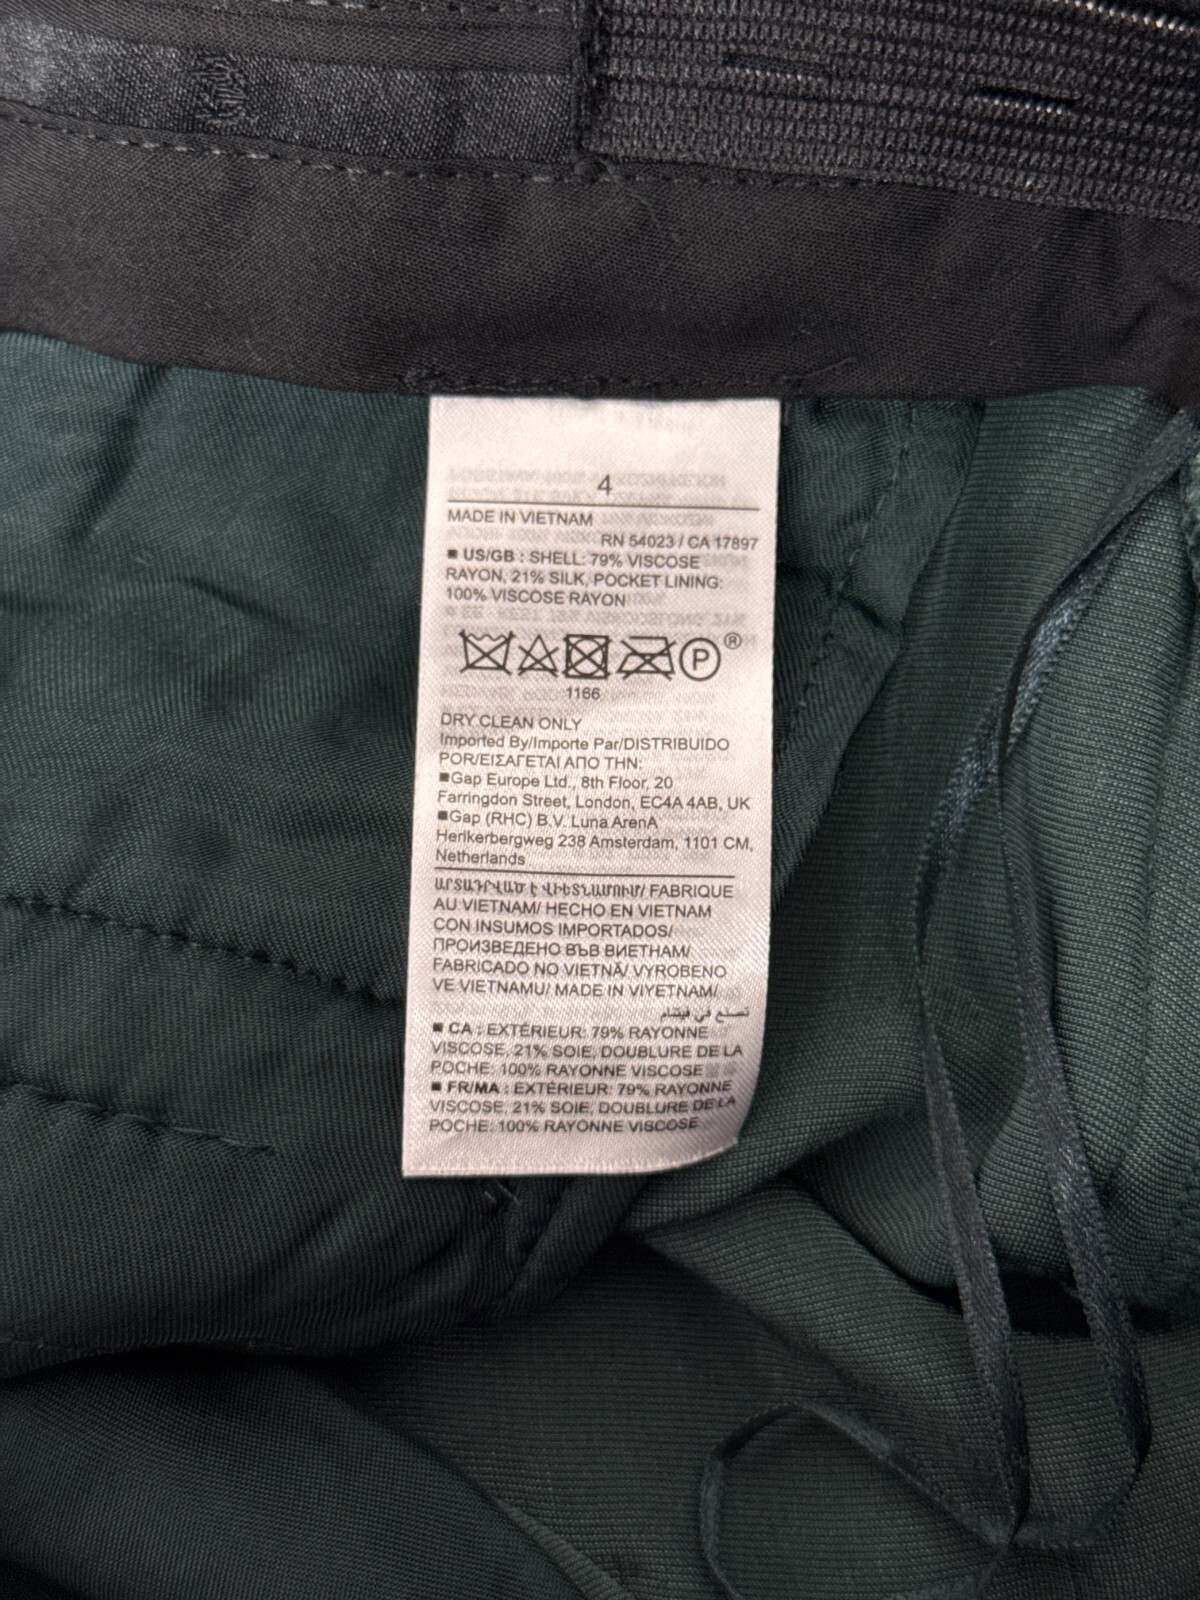 4
MADE IN VIETNAM
RN 54023 / CA 17897
■ US/GB : SHELL: 79% VISCOSE
RAYON, 21% SILK, POCKET LINING:
100% VISCOSE RAYON
P ®
1166
DRY CLEAN ONLY
Imported By/Importe Par/DISTRIBUIDO
POR/ΕΙΣΑΓΕΤΑΙ ΑΠΟ ΤΗΝ:
■Gap Europe Ltd., 8th Floor, 20
Farringdon Street, London, EC4A 4AB, UK
■Gap (RHC) B.V. Luna ArenA
Herikerbergweg 238 Amsterdam, 1101 CM,
Netherlands
ԱՐՏԱԴՐՎԱԾ Է ՎԻԵՏՆԱՄՈՒՄ/ FABRIQUE
AU VIETNAM/ HECHO EN VIETNAM
CON INSUMOS IMPORTADOS/
ПРОИЗВЕДЕНО ВЪВ ВИЕТНАМ/
FABRICADO NO VIETNÃ/ VYROBENO
VE VIETNAMU/ MADE IN VIYETNAM/
تصنع في فيتنام
■ CA : EXTÉRIEUR: 79% RAYONNE
VISCOSE, 21% SOIE, DOUBLURE DE LA
POCHE: 100% RAYONNE VISCOSE
■ FR/MA : EXTÉRIEUR: 79% RAYONNE
VISCOSE, 21% SOIE, DOUBLURE DE LA
POCHE: 100% RAYONNE VISCOSE